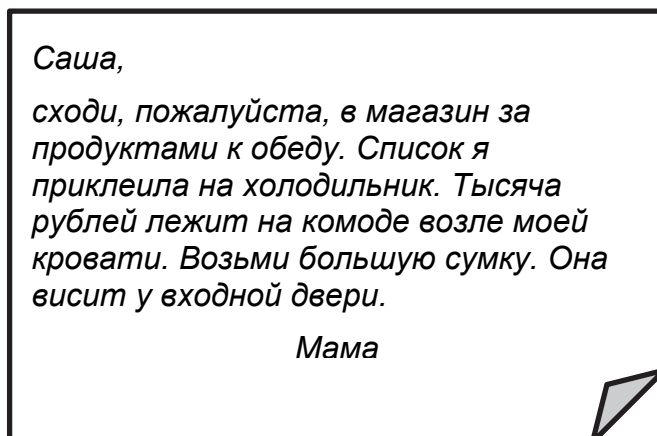 Саша,
сходи, пожалуйста, в магазин за
продуктами к обеду. Список я
приклеила на холодильник. Тысяча
рублей лежит на комоде возле моей
кровати. Возьми большую сумку. Она
висит у входной двери.
Мама